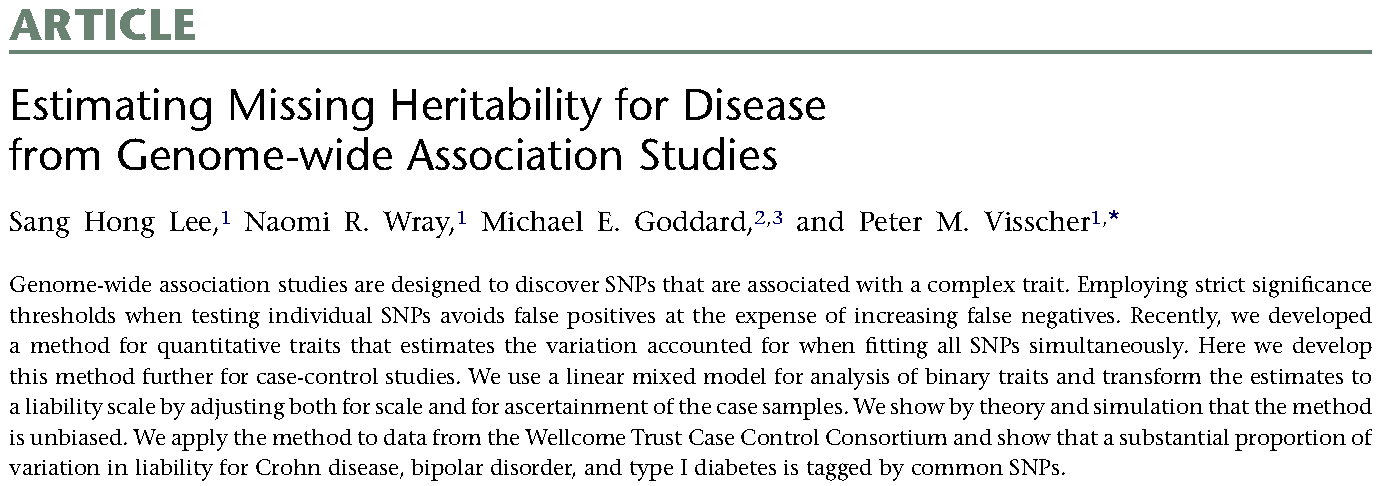 ARTICLE
Estimating Missing Heritability for Disease
from Genome-wide Association Studies
Sang Hong Lee,1 Naomi R. Wray,1 Michael E. Goddard,2,3 and Peter M. Visscher1,*
Genome-wide association studies are designed to discover SNPs that are associated with a complex trait. Employing strict significance
thresholds when testing individual SNPs avoids false positives at the expense of increasing false negatives. Recently, we developed
a method for quantitative traits that estimates the variation accounted for when fitting all SNPs simultaneously. Here we develop
this method further for case-control studies. We use a linear mixed model for analysis of binary traits and transform the estimates to
a liability scale by adjusting both for scale and for ascertainment of the case samples. We show by theory and simulation that the method
is unbiased. We apply the method to data from the Wellcome Trust Case Control Consortium and show that a substantial proportion of
variation in liability for Crohn disease, bipolar disorder, and type I diabetes is tagged by common SNPs.